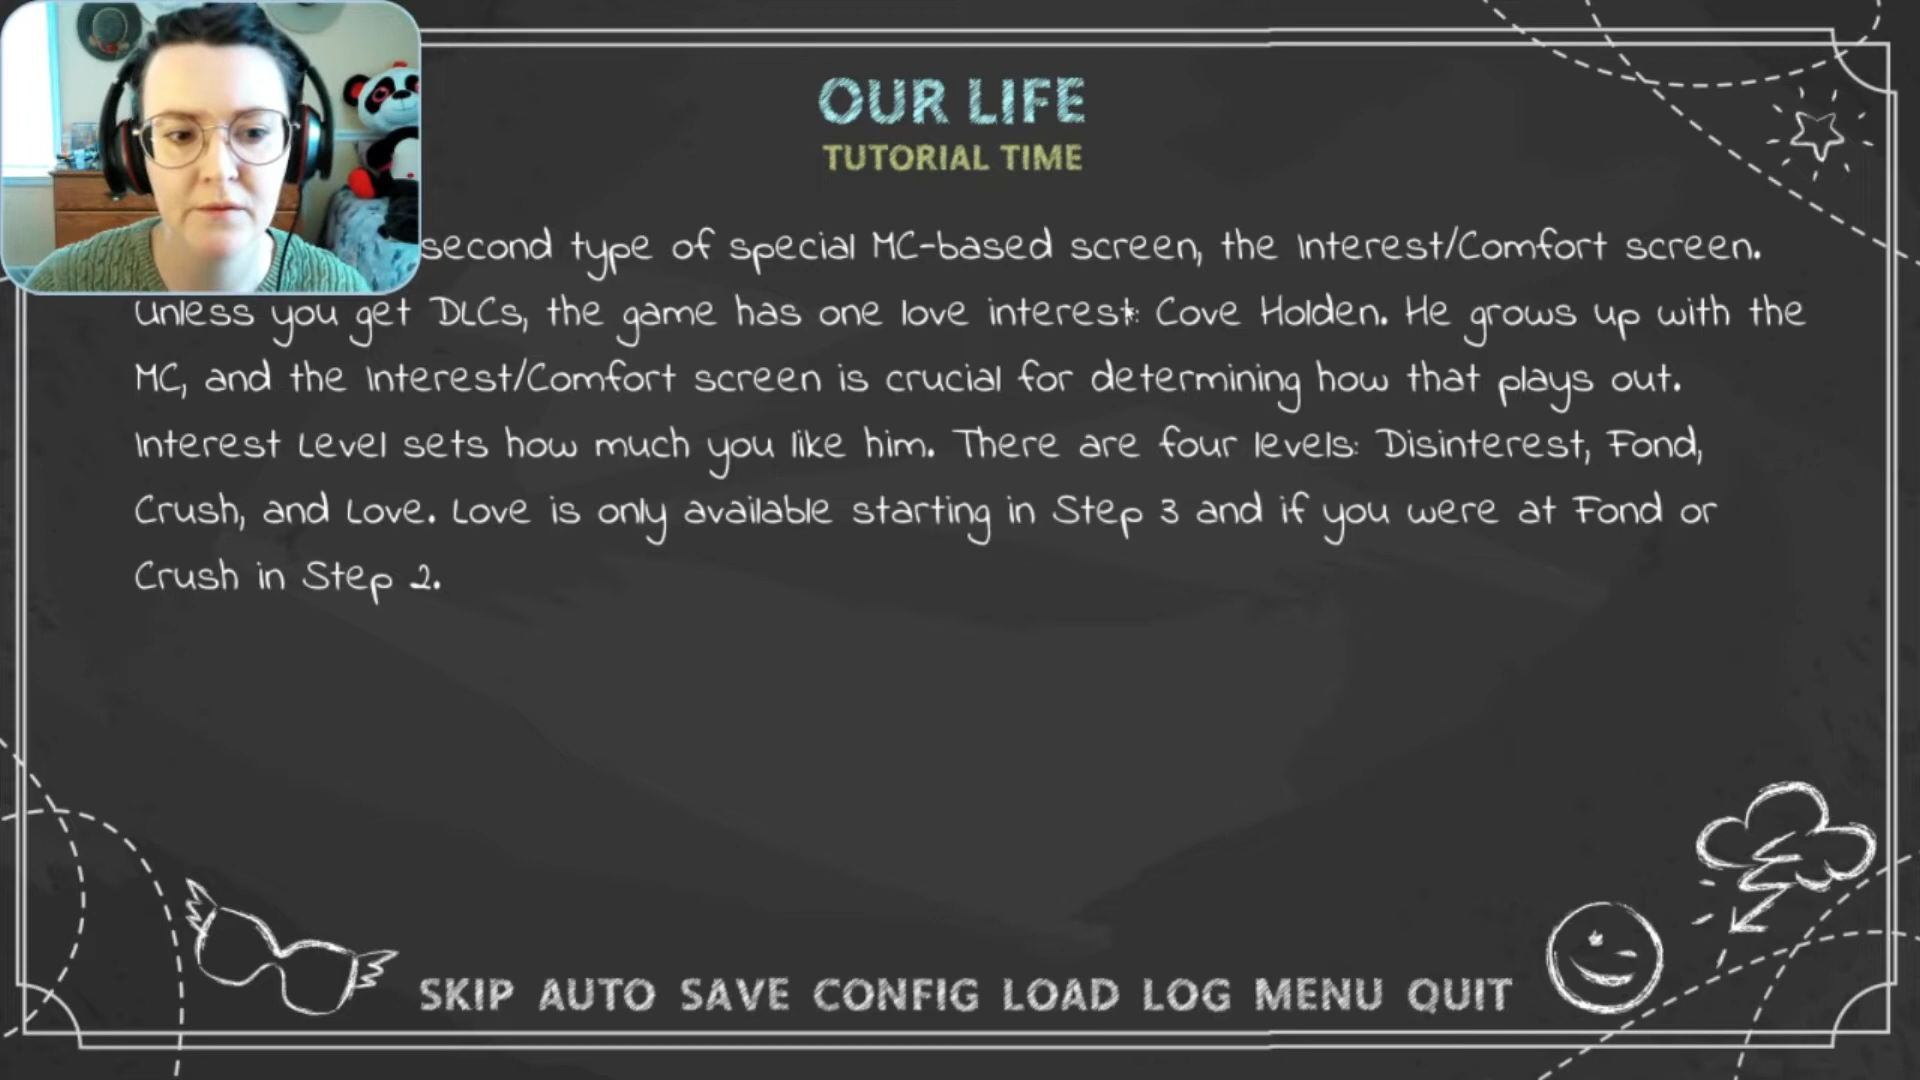 OUR LIFE
TUTORIAL TIME
second type of special MC-based screen, the Interest/Comfort screen.
Unless you get DLCs, the game has one love interest: Cove Holden. He grows up with the
MC, and the Interest/Comfort screen is crucial for determining how that plays out.
Interest Level sets how much you like him. There are four levels: Disinterest, Fond,
Crush, and Love. Love is only available starting in Step 3 and if you were at Fond or
Crush in Step 2.
SKIP AUTO SAVE CONFIG LOAD LOG MENU QUIT